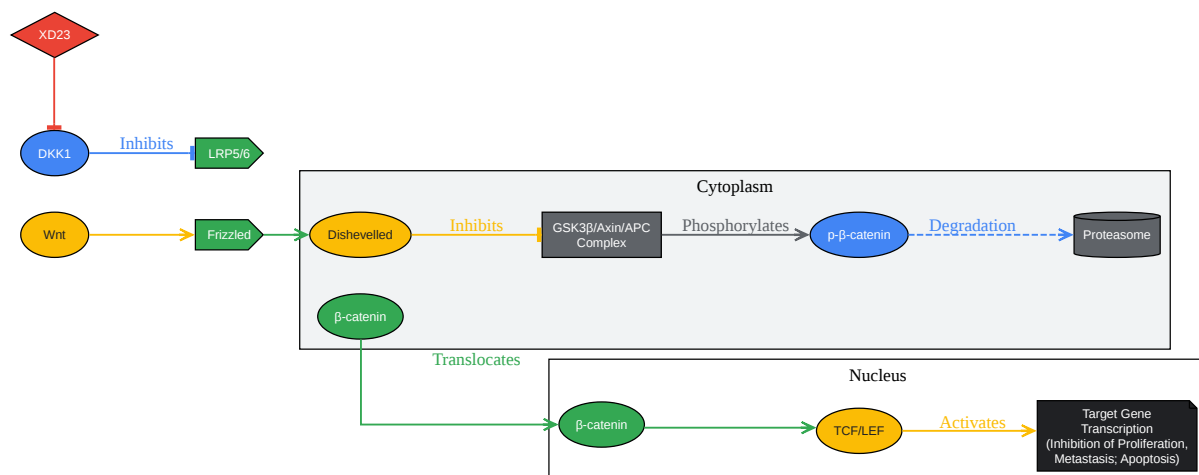 XD23
DKK1
Inhibits
LRP5/6
Cytoplasm
Wnt
Frizzled
Dishevelled
Inhibits
GSK3β/Axin/APC
Complex
Phosphorylates
p-β-catenin
Degradation
Proteasome
β-catenin
Translocates
Nucleus
β-catenin
TCF/LEF
Activates
Target Gene
Transcription
(Inhibition of Proliferation,
Metastasis; Apoptosis)